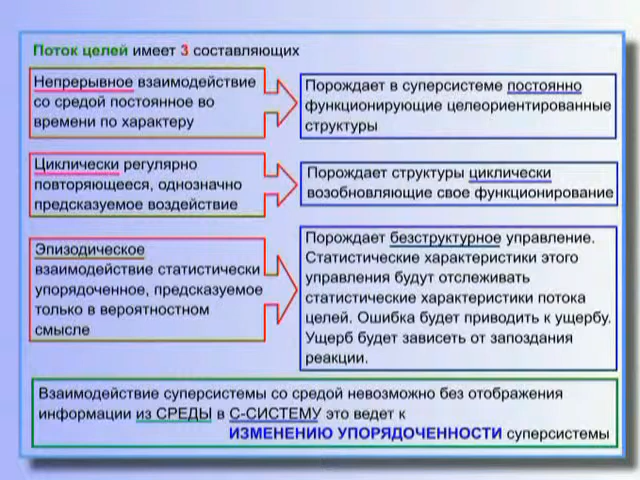 Поток целей имеет 3 составляющих
Непрерывное взаимодействие
со средой постоянное во
времени по характеру
Порождает в суперсистеме постоянно
функционирующие целеориентированные
структуры
Циклически регулярно
повторяющееся, однозначно
предсказуемое воздействие
Порождает структуры циклически
возобновляющие свое функционирование
Эпизодическое
взаимодействие статистически
упорядоченное, предсказуемое
только в вероятностном
смысле
Порождает безструктурное управление.
Статистические характеристики этого
управления будут отслеживать
статистические характеристики потока
целей. Ошибка будет приводить к ущербу.
Ущерб будет зависеть от запоздания
реакции.
Взаимодействие суперсистемы со средой невозможно без отображения
информации из СРЕДЫ в С-СИСТЕМУ это ведет к
ИЗМЕНЕНИЮ УПОРЯДОЧЕННОСТИ суперсистемы